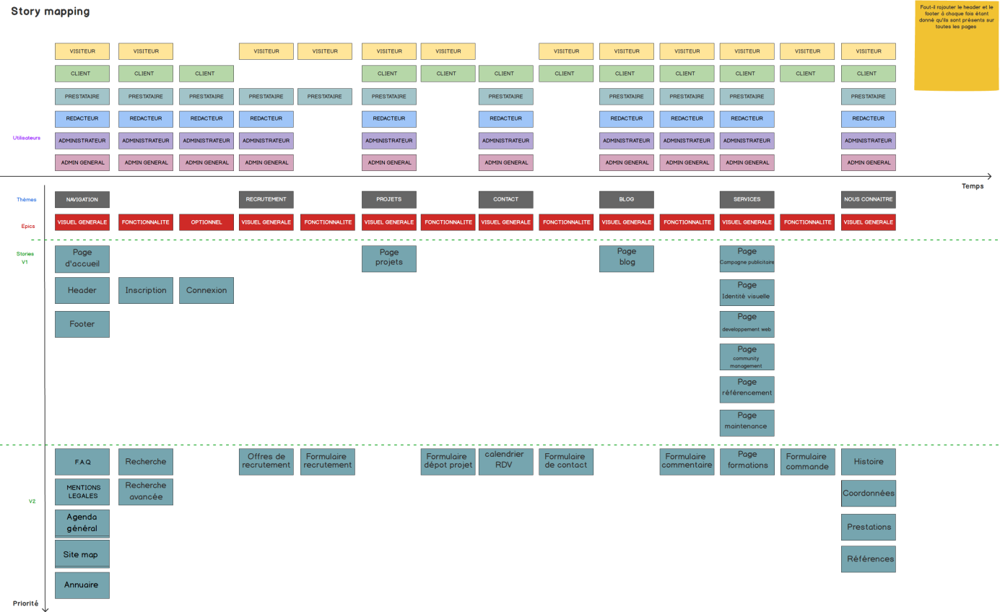 Story mapping
Faut-il rajouter le header et le
footer à chaque fois étant
donné qu'ils sont présents sur
toutes les pages
VISITEUR VISITEUR VISITEUR VISITEUR VISITEUR VISITEUR VISITEUR VISITEUR VISITEUR VISITEUR VISITEUR VISITEUR
CLIENT CLIENT CLIENT CLIENT CLIENT CLIENT CLIENT CLIENT CLIENT CLIENT CLIENT CLIENT
PRESTATAIRE PRESTATAIRE PRESTATAIRE PRESTATAIRE PRESTATAIRE PRESTATAIRE PRESTATAIRE PRESTATAIRE PRESTATAIRE PRESTATAIRE PRESTATAIRE
REDACTEUR REDACTEUR REDACTEUR REDACTEUR REDACTEUR REDACTEUR REDACTEUR REDACTEUR REDACTEUR REDACTEUR
Utilisateurs
ADMINISTRATEUR ADMINISTRATEUR ADMINISTRATEUR ADMINISTRATEUR ADMINISTRATEUR ADMINISTRATEUR ADMINISTRATEUR ADMINISTRATEUR ADMINISTRATEUR ADMINISTRATEUR
ADMIN GENERAL ADMIN GENERAL ADMIN GENERAL ADMIN GENERAL ADMIN GENERAL ADMIN GENERAL ADMIN GENERAL ADMIN GENERAL ADMIN GENERAL ADMIN GENERAL
Temps
Thèmes NAVIGATION RECRUTEMENT PROJETS CONTACT BLOG SERVICES NOUS CONNAITRE
Epics VISUEL GENERALE FONCTIONNALITE OPTIONNEL VISUEL GENERALE FONCTIONNALITE VISUEL GENERALE FONCTIONNALITE VISUEL GENERALE FONCTIONNALITE VISUEL GENERALE FONCTIONNALITE VISUEL GENERALE FONCTIONNALITE VISUEL GENERALE
Stories
V1
Page
d'accueil
Page
projets
Page
blog
Page
Campagne publicitaire
Header Inscription Connexion
Page
Identité visuelle
Footer
Page
developpement web
Page
community
management
Page
référencement
Page
maintenance
F.A.Q
Recherche
Offres de
recrutement
Formulaire
recrutement
Formulaire
dépot projet
calendrier
RDV
Formulaire
de contact
Formulaire
commentaire
Page
formations
Formulaire
commande
Histoire
V2
MENTIONS
LEGALES
Recherche
avancée
Coordonnées
Agenda
général
Prestations
Site map
Références
Annuaire
Priorité